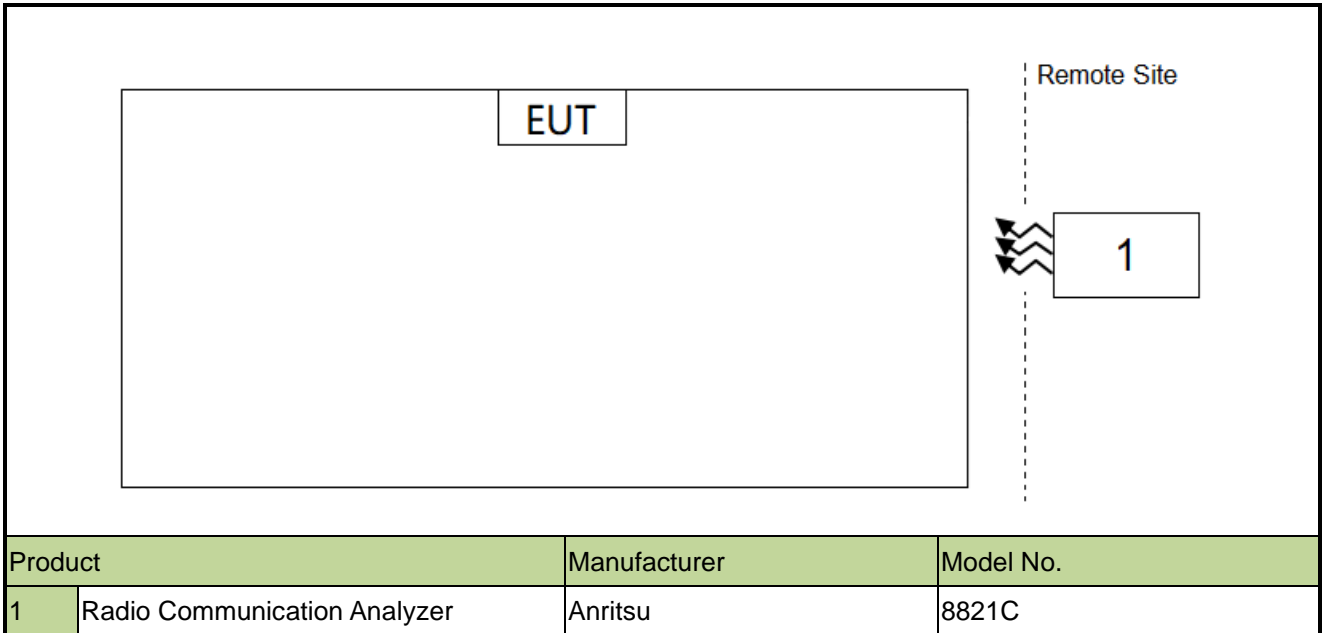 Remote Site
EUT
1
Product Manufacturer Model No.
1 Radio Communication Analyzer Anritsu 8821C